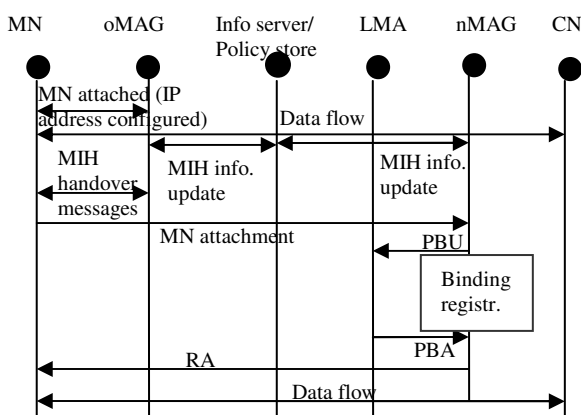 MN oMAG Info server/ LMA nMAG CN
Policy store
MN attached (IP
address configured)
Data flow
MIH
handover
messages
MIH info.
update
MIH info.
update
MN attachment
PBU
Binding
registr.
PBA
RA
Data flow